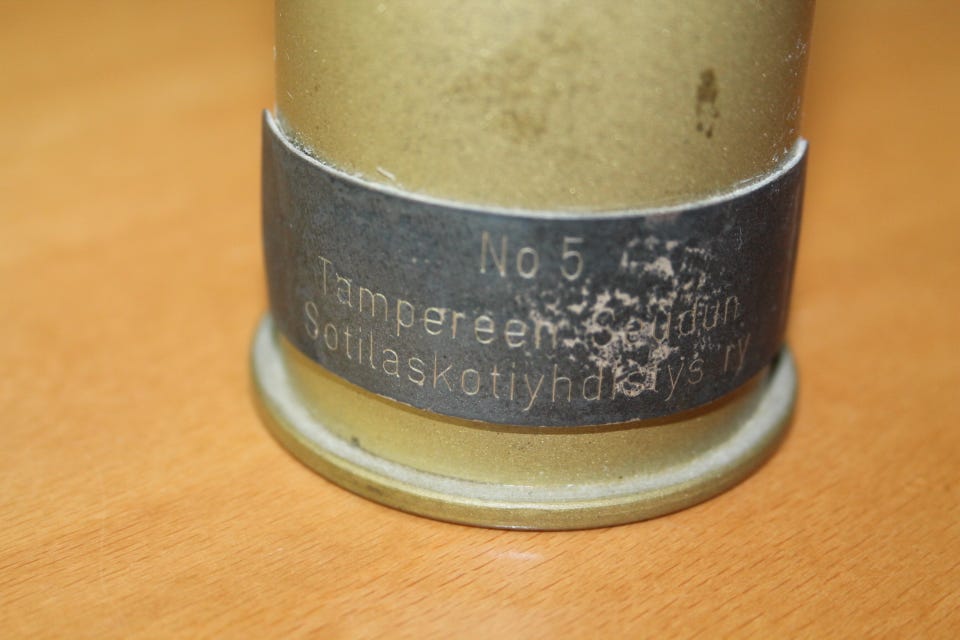 No 5
Tampereen Seudun
Sotilaskotiyhdistys ry